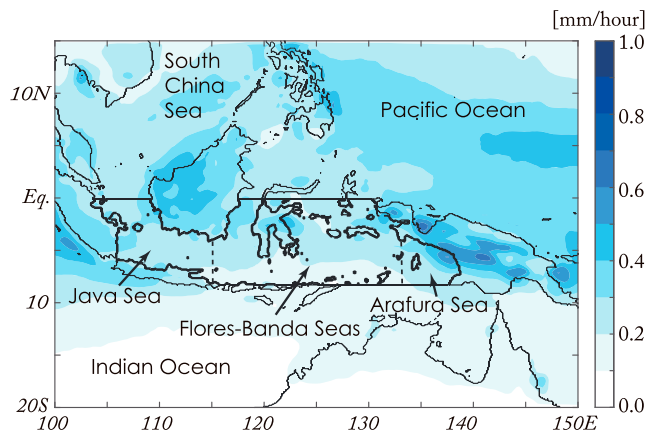 [mm/hour]
South
China
Sea
Pacific Ocean
Java Sea
Flores-Banda Seas
Arafura Sea
Indian Ocean
10N
Eq.
10
20S
100
110
120
130
140
150E
1.0
0.8
0.6
0.4
0.2
0.0